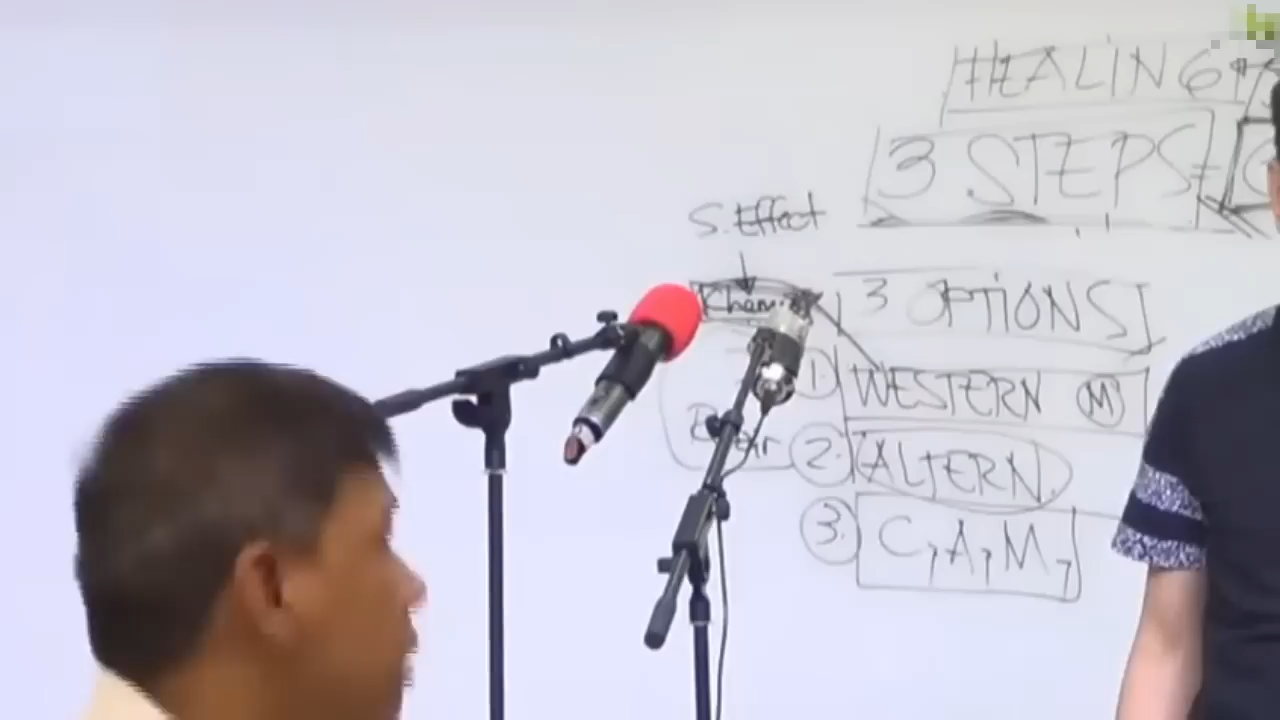 HEALING
3 STEPS
S. Effect
3 OPTIONS
1 WESTERN M
2. ALTERN.
3. C, A, M,